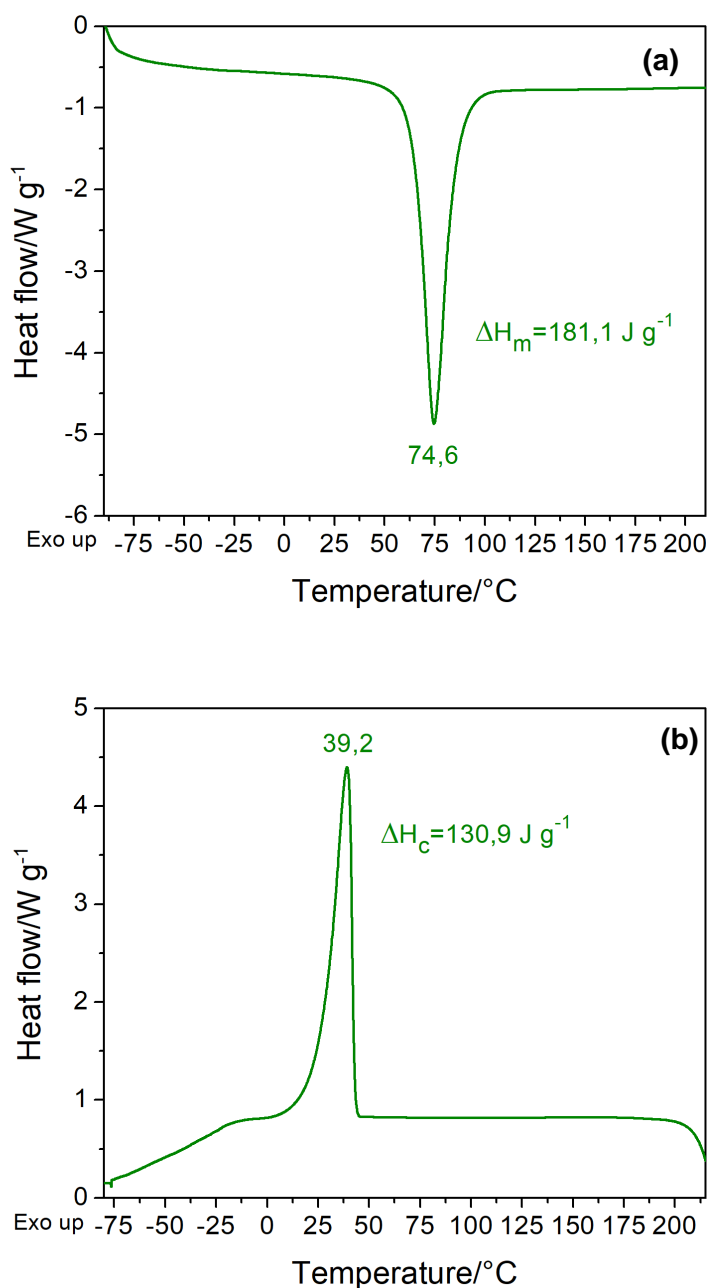 0
(a)
-1
-2
-3
-4
-5
-6
Heat flow/W g⁻¹
ΔHₘ=181,1 J g⁻¹
74,6
Exo up -75 -50 -25 0 25 50 75 100 125 150 175 200
Temperature/°C
5
(b)
39,2
4
ΔH꜀=130,9 J g⁻¹
3
2
1
0
Heat flow/W g⁻¹
Exo up -75 -50 -25 0 25 50 75 100 125 150 175 200
Temperature/°C